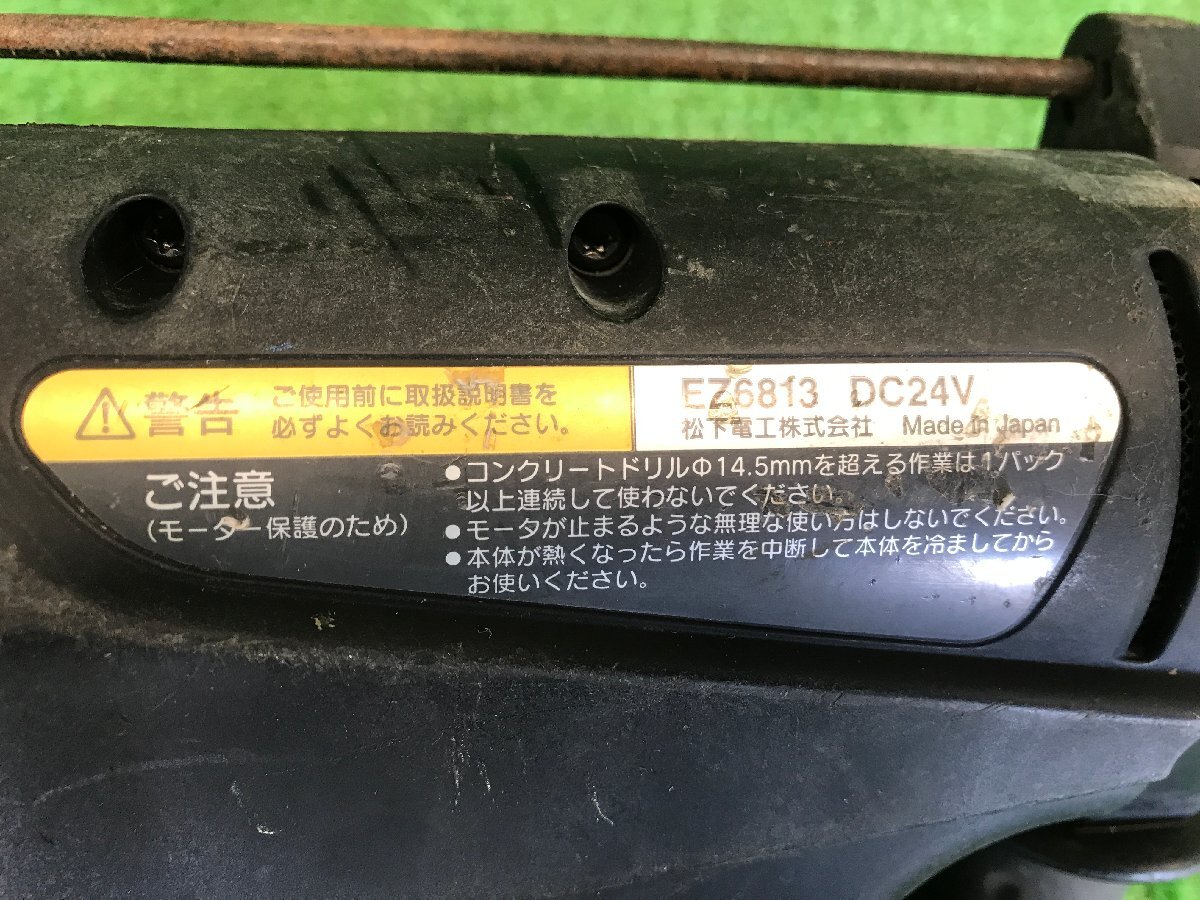 警告
ご使用前に取扱説明書を
必ずよくお読みください。
EZ6813 DC24V
松下電工株式会社 Made in Japan
ご注意
(モーター保護のため)
●コンクリートドリルΦ14.5mmを超える作業は1パック
以上連続して使わないでください。
●モータが止まるような無理な使い方はしないでください。
●本体が熱くなったら作業を中断して本体を冷ましてから
お使いください。